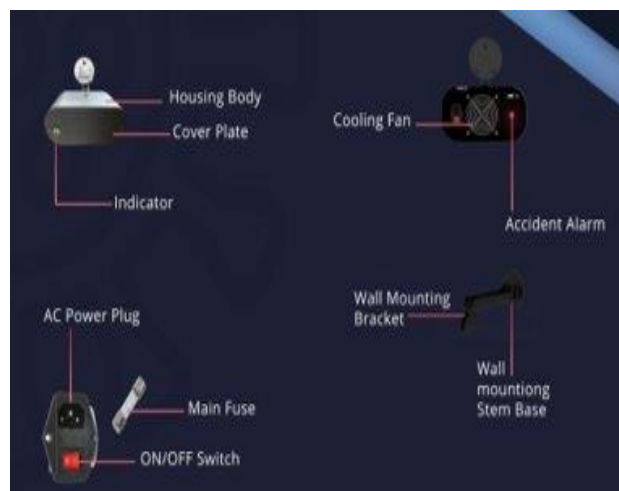 Housing Body
Cover Plate
Indicator
Cooling Fan
Accident Alarm
AC Power Plug
Main Fuse
ON/OFF Switch
Wall Mounting
Bracket
Wall
mountiong
Stem Base